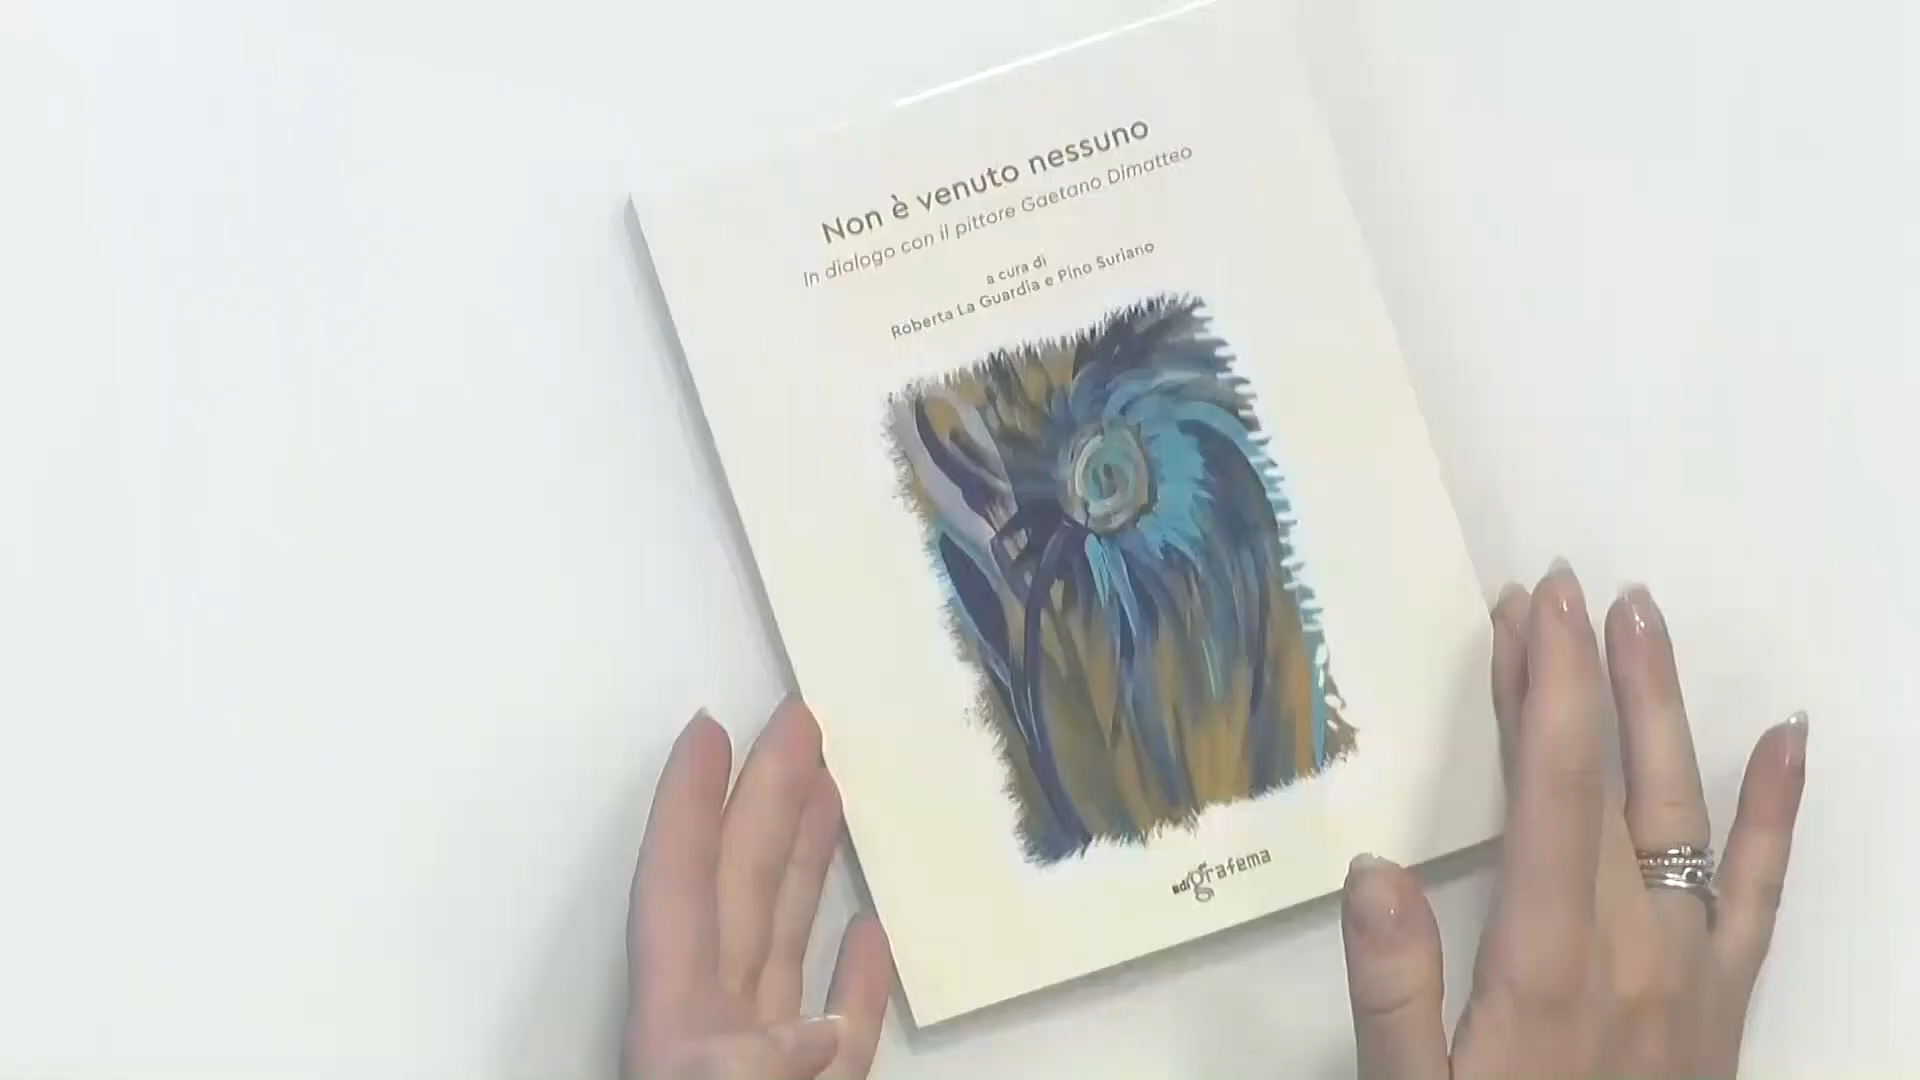 Non è venuto nessuno
In dialogo con il pittore Gaetano Dimatteo
a cura di
Roberta La Guardia e Pino Suriano
edigrafema